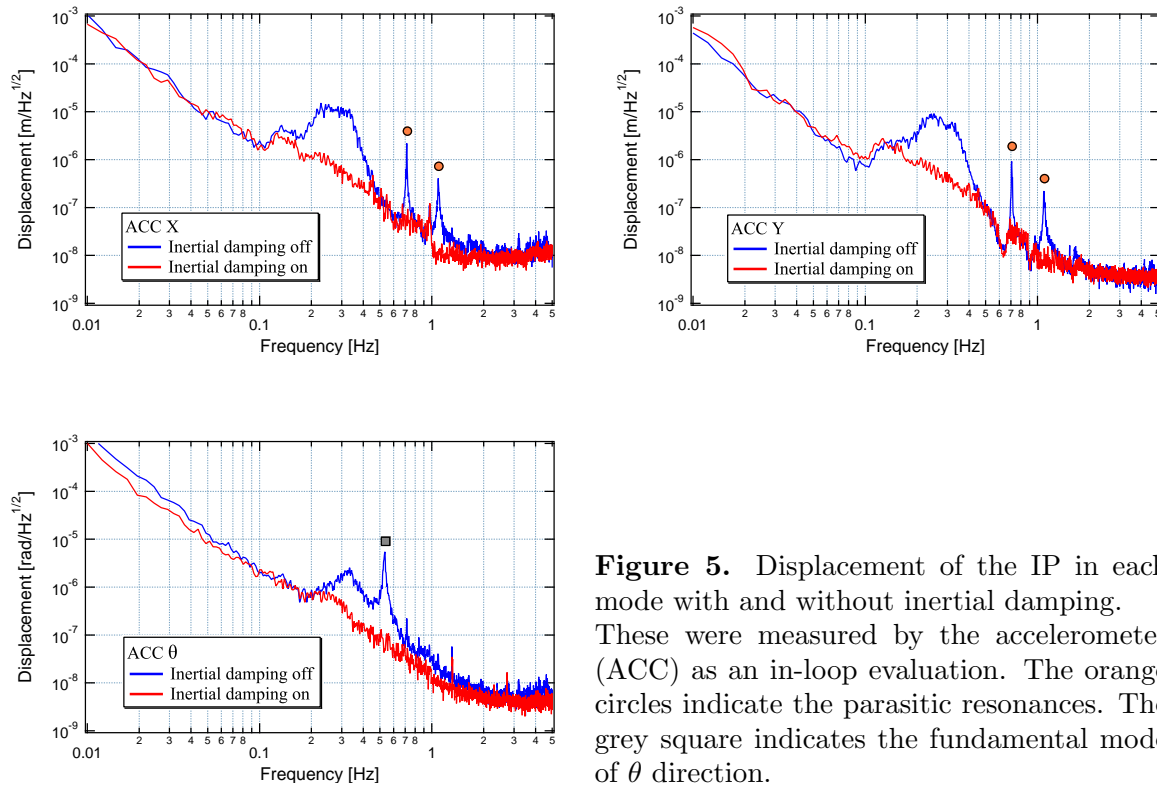 10⁻³
10⁻⁴
10⁻⁵
10⁻⁶
10⁻⁷
10⁻⁸
10⁻⁹
Displacement [m/Hz^1/2]
ACC X
Inertial damping off
Inertial damping on
0.01 2 3 4 5 6 7 8 0.1 2 3 4 5 6 7 8 1 2 3 4 5
Frequency [Hz]
10⁻³
10⁻⁴
10⁻⁵
10⁻⁶
10⁻⁷
10⁻⁸
10⁻⁹
Displacement [m/Hz^1/2]
ACC Y
Inertial damping off
Inertial damping on
0.01 2 3 4 5 6 7 8 0.1 2 3 4 5 6 7 8 1 2 3 4 5
Frequency [Hz]
10⁻³
10⁻⁴
10⁻⁵
10⁻⁶
10⁻⁷
10⁻⁸
10⁻⁹
Displacement [rad/Hz^1/2]
ACC θ
Inertial damping off
Inertial damping on
0.01 2 3 4 5 6 7 8 0.1 2 3 4 5 6 7 8 1 2 3 4 5
Frequency [Hz]
Figure 5. Displacement of the IP in each
mode with and without inertial damping.
These were measured by the acceleromete
(ACC) as an in-loop evaluation. The orange
circles indicate the parasitic resonances. The
grey square indicates the fundamental mode
of θ direction.